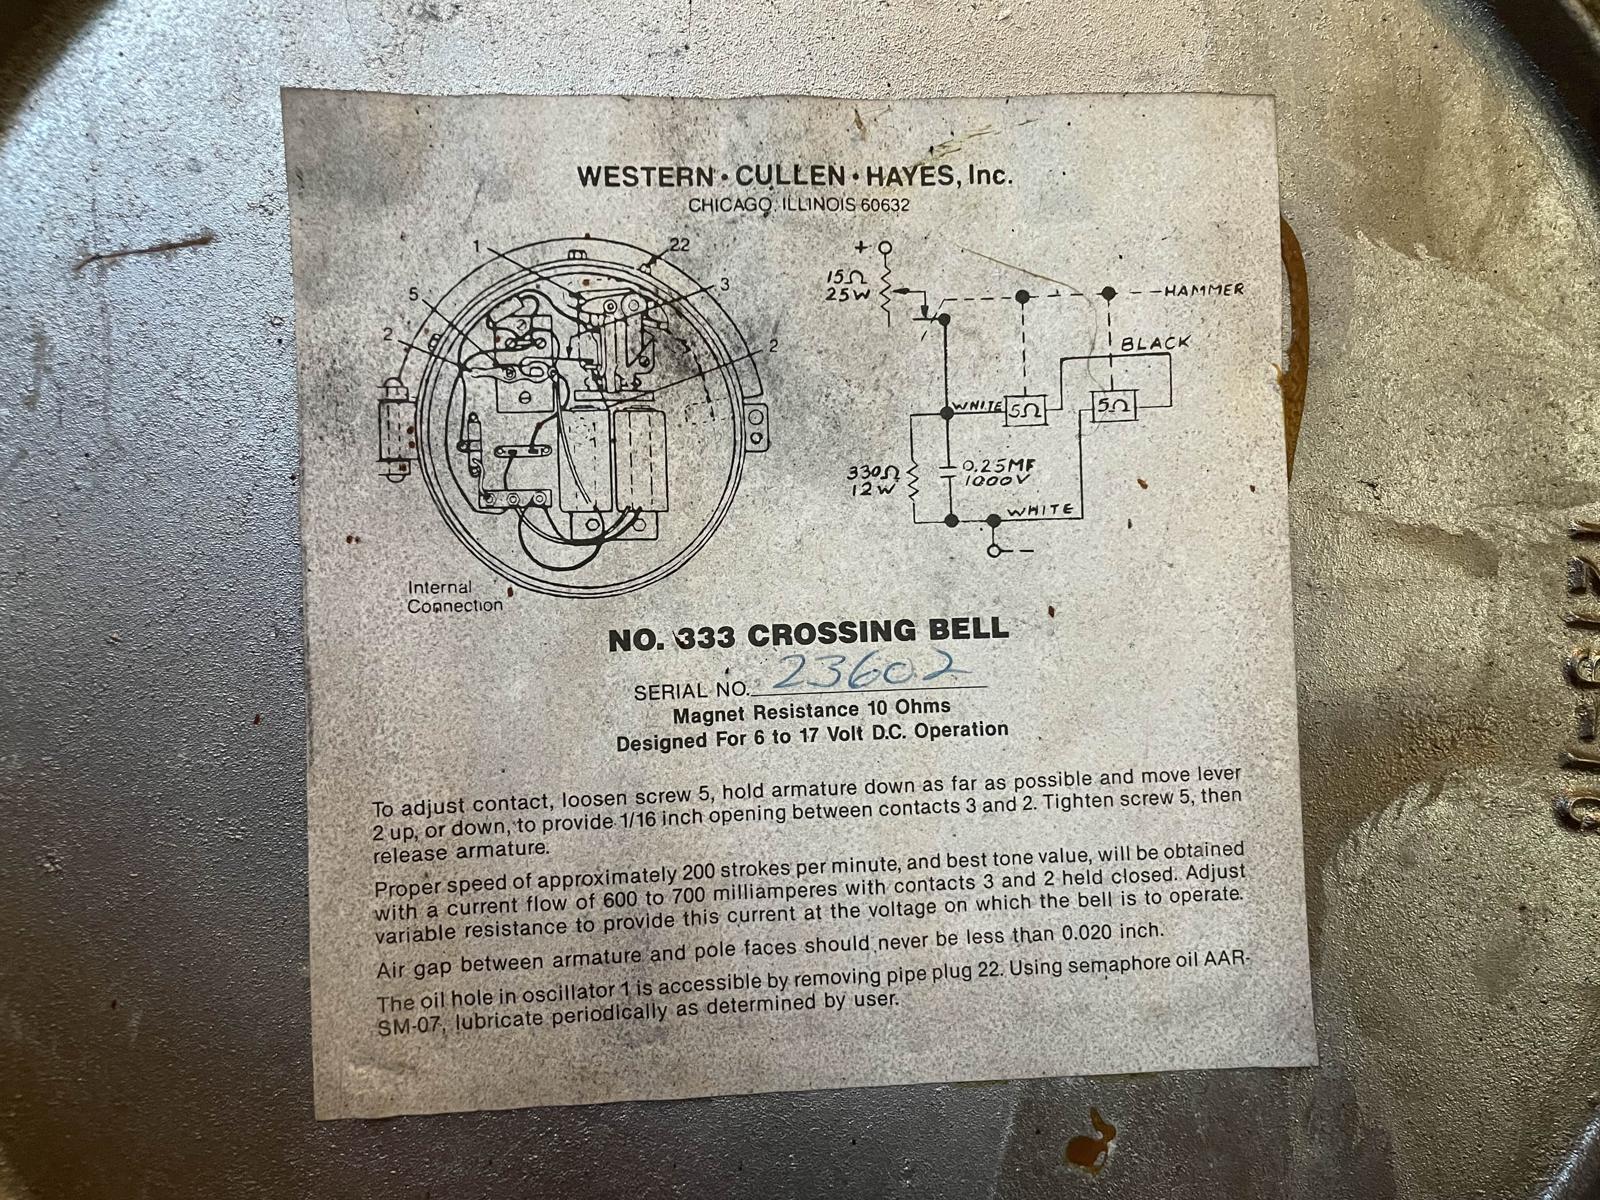 WESTERN • CULLEN • HAYES, Inc.
CHICAGO, ILLINOIS 60632
1
22
3
5
2
2
Internal
Connection
+
15Ω
25W
HAMMER
BLACK
WHITE
5Ω
5Ω
330Ω
12W
0.25MF
1000V
WHITE
–
NO. 333 CROSSING BELL
SERIAL NO. 23602
Magnet Resistance 10 Ohms
Designed For 6 to 17 Volt D.C. Operation
To adjust contact, loosen screw 5, hold armature down as far as possible and move lever
2 up, or down, to provide 1/16 inch opening between contacts 3 and 2. Tighten screw 5, then
release armature.
Proper speed of approximately 200 strokes per minute, and best tone value, will be obtained
with a current flow of 600 to 700 milliamperes with contacts 3 and 2 held closed. Adjust
variable resistance to provide this current at the voltage on which the bell is to operate.
Air gap between armature and pole faces should never be less than 0.020 inch.
The oil hole in oscillator 1 is accessible by removing pipe plug 22. Using semaphore oil AAR-
SM-07, lubricate periodically as determined by user.